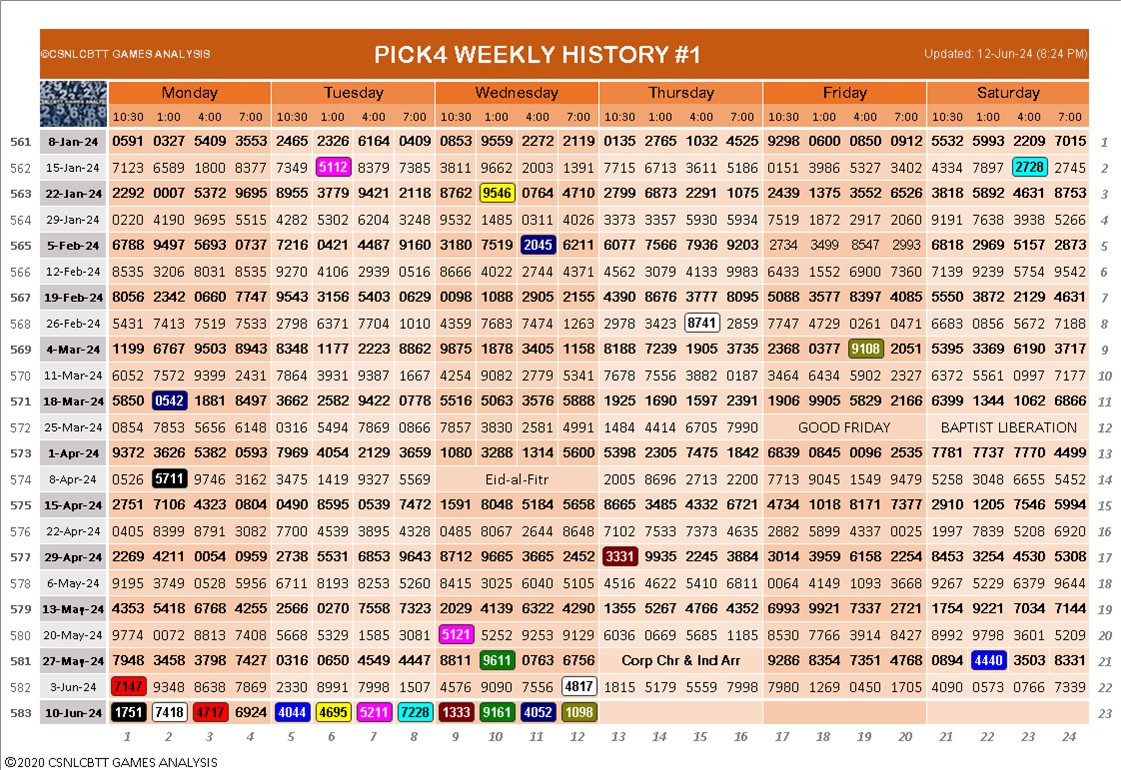 ©CSNLCBTT GAMES ANALYSIS PICK4 WEEKLY HISTORY #1 Updated: 12-Jun-24 (8:24 PM)
Monday Tuesday Wednesday Thursday Friday Saturday
10:30 1:00 4:00 7:00 10:30 1:00 4:00 7:00 10:30 1:00 4:00 7:00 10:30 1:00 4:00 7:00 10:30 1:00 4:00 7:00 10:30 1:00 4:00 7:00
561 8-Jan-24 0591 0327 5409 3553 2465 2326 6164 0409 0853 9559 2272 2119 0135 2765 1032 4525 9298 0600 0850 0912 5532 5993 2209 7015 1
562 15-Jan-24 7123 6589 1800 8377 7349 5112 8379 7385 3811 9662 2003 1391 7715 6713 3611 5186 0151 3986 5327 3402 4334 7897 2728 2745 2
563 22-Jan-24 2292 0007 5372 9695 8955 3779 9421 2118 8762 9546 0764 4710 2799 6873 2291 1075 2439 1375 3552 6526 3818 5892 4631 8753 3
564 29-Jan-24 0220 4190 9695 5515 4282 5302 6204 3248 9532 1485 0311 4026 3373 3357 5930 5934 7519 1872 2917 2060 9191 7638 3938 5266 4
565 5-Feb-24 6788 9497 5693 0737 7216 0421 4487 9160 3180 7519 2045 6211 6077 7566 7936 9203 2734 3499 8547 2993 6818 2969 5157 2873 5
566 12-Feb-24 8535 3206 8031 8535 9270 4106 2939 0516 8666 4022 2744 4371 4562 3079 4133 9983 6433 1552 6900 7360 7139 9239 5754 9542 6
567 19-Feb-24 8056 2342 0660 7747 9543 3156 5403 0629 0098 1088 2905 2155 4390 8676 3777 8095 5088 3577 8397 4085 5550 3872 2129 4631 7
568 26-Feb-24 5431 7413 7519 7533 2798 6371 7704 1010 4359 7683 7474 1263 2978 3423 8741 2859 7747 4729 0261 0471 6683 0856 5672 7188 8
569 4-Mar-24 1199 6767 9503 8943 8348 1177 2223 8862 9875 1878 3405 1158 8188 7239 1905 3735 2368 0377 9108 2051 5395 3369 6190 3717 9
570 11-Mar-24 6052 7572 9399 2431 7864 3931 9387 1667 4254 9082 2779 5341 7678 7556 3882 0187 3464 6434 5902 2327 6372 5561 0997 7177 10
571 18-Mar-24 5850 0542 1881 8497 3662 2582 9422 0778 5516 5063 3576 5888 1925 1690 1597 2391 1906 9905 5829 2166 6399 1344 1062 6866 11
572 25-Mar-24 0854 7853 5656 6148 0316 5494 7869 0866 7857 3830 2581 4991 1484 4414 6705 7990 GOOD FRIDAY BAPTIST LIBERATION 12
573 1-Apr-24 9372 3626 5382 0593 7969 4054 2129 3659 1080 3288 1314 5600 5398 2305 7475 1842 6839 0845 0096 2535 7781 7737 7770 4499 13
574 8-Apr-24 0526 5711 9746 3162 3475 1419 9327 5569 Eid-al-Fitr 2005 8696 2713 2200 7713 9045 1549 9479 5258 3048 6655 5452 14
575 15-Apr-24 2751 7106 4323 0804 0490 8595 0539 7472 1591 8048 5184 5658 8665 3485 5208 6415 4734 1018 8171 7377 2910 1205 7546 5994 15
576 22-Apr-24 0405 8399 8791 3082 7700 4539 3895 4328 0485 8067 2644 8648 7102 7533 7373 4635 2882 5899 4337 0025 1997 7839 5208 6920 16
577 29-Apr-24 2269 4211 0054 0959 2738 5531 6853 9643 8712 9665 3665 2452 3331 9935 2245 3884 3014 3959 6158 2254 8453 3254 4530 5308 17
578 6-May-24 9195 3749 0528 5956 6711 8193 8253 5260 8415 3025 6040 5105 4516 4622 5410 6811 0064 4149 1093 3668 9267 5229 6379 9644 18
579 13-May-24 4353 5418 6768 4255 2566 0270 7558 7323 2029 4139 6322 4290 1355 5267 4766 4352 6993 9921 7337 2721 1754 9221 7034 7144 19
580 20-May-24 9774 0072 8813 7408 5668 5329 1585 3081 5121 5252 9253 9129 6036 0669 5685 1185 8530 7766 3914 8427 8992 9798 3601 5209 20
581 27-May-24 7948 3458 3798 7427 0316 0650 4549 4447 8811 9611 0763 6756 Corp Chr & Ind Arr 9286 8354 7351 4768 0894 4440 3503 8331 21
582 3-Jun-24 7147 9348 8638 7869 2330 8991 7998 1507 4576 9090 7556 4817 1815 5179 5559 7998 7980 1269 0450 1705 4090 0573 0766 7339 22
583 10-Jun-24 1751 7418 4717 6924 4044 4695 5211 7228 1333 9161 4052 1098 23
1 2 3 4 5 6 7 8 9 10 11 12 13 14 15 16 17 18 19 20 21 22 23 24
©2020 CSNLCBTT GAMES ANALYSIS